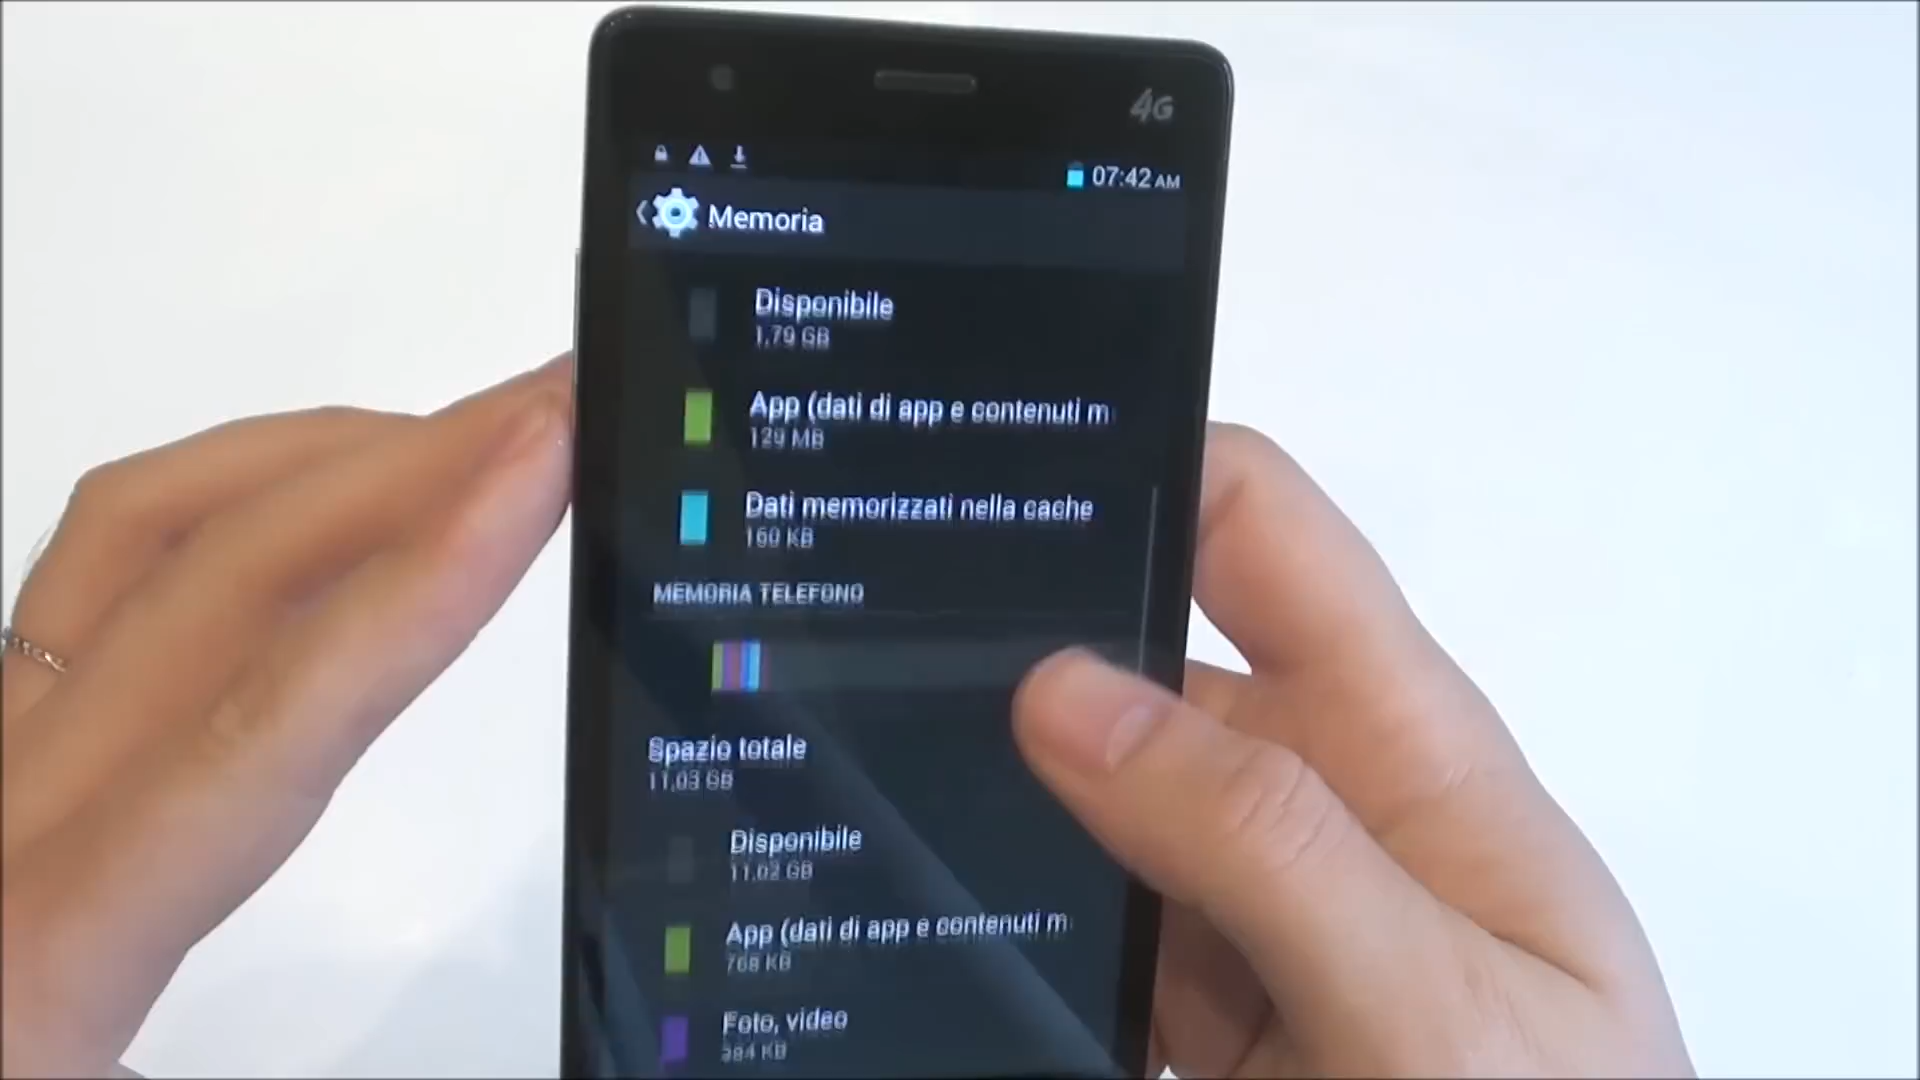 4G
07:42 AM
Memoria
Disponibile
1,79 GB
App (dati di app e contenuti m
129 MB
Dati memorizzati nella cache
160 KB
MEMORIA TELEFONO
Spazio totale
11,03 GB
Disponibile
11,02 GB
App (dati di app e contenuti m
768 KB
Foto, video
384 KB